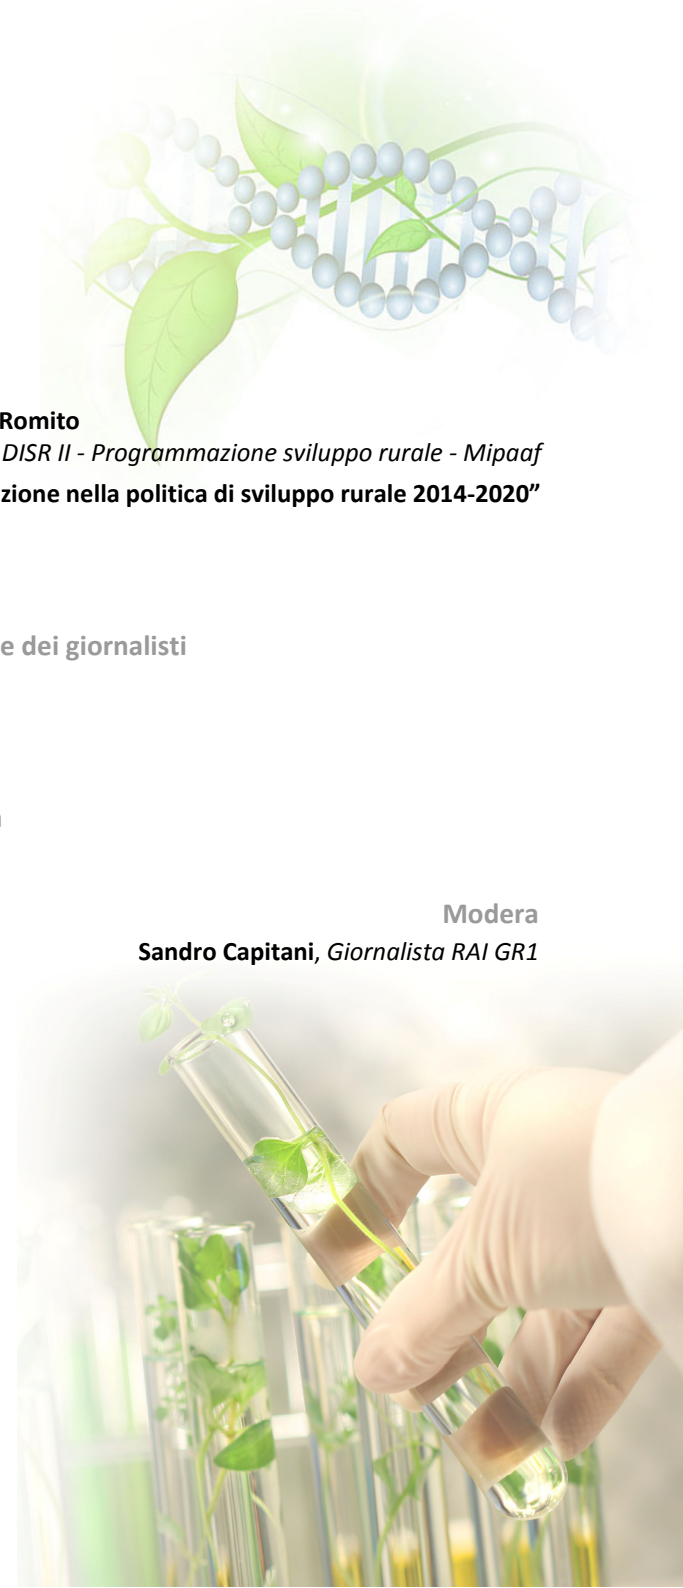 Romito
DISR II - Programmazione sviluppo rurale - Mipaaf
zione nella politica di sviluppo rurale 2014-2020”
e dei giornalisti
Modera
Sandro Capitani, Giornalista RAI GR1